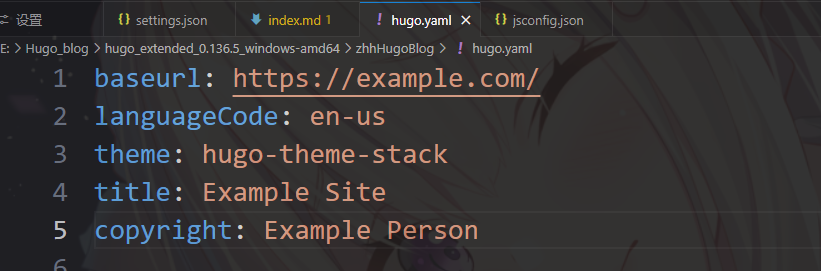 设置
settings.json
index.md 1
hugo.yaml
jsconfig.json
E: > Hugo_blog > hugo_extended_0.136.5_windows-amd64 > zhhHugoBlog > ! hugo.yaml
1 baseurl: https://example.com/
2 languageCode: en-us
3 theme: hugo-theme-stack
4 title: Example Site
5 copyright: Example Person
6